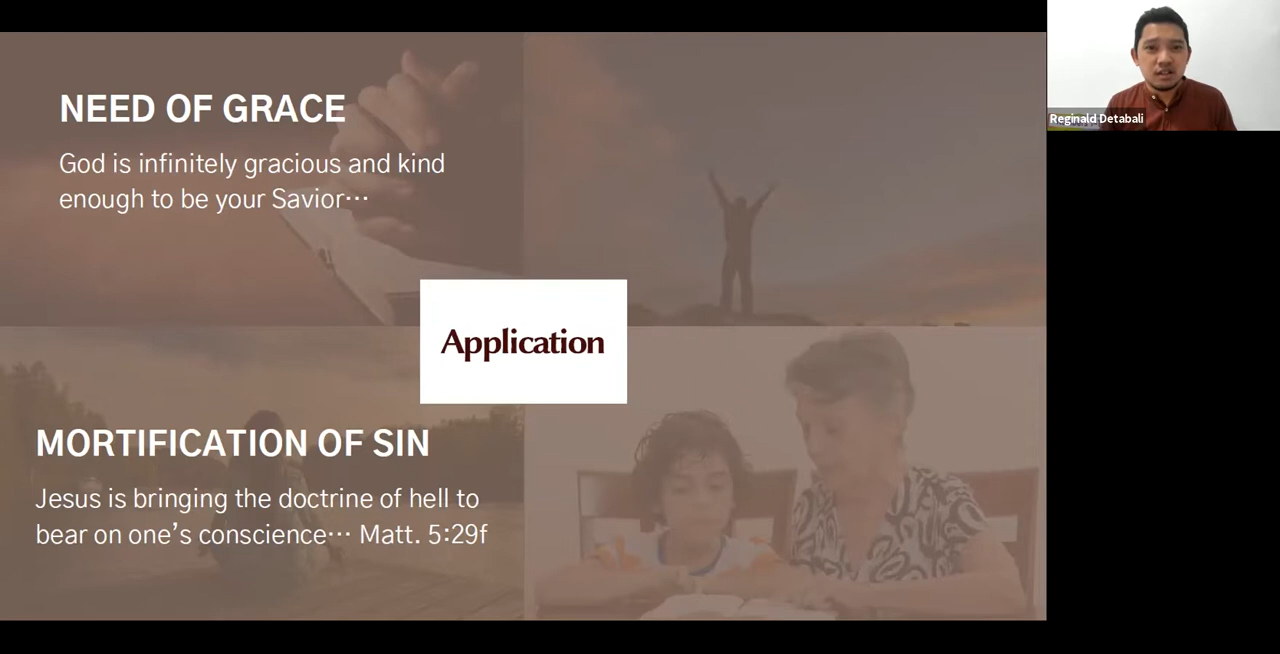 NEED OF GRACE
God is infinitely gracious and kind
enough to be your Savior…
Application
MORTIFICATION OF SIN
Jesus is bringing the doctrine of hell to
bear on one’s conscience… Matt. 5:29f
Reginald Detabali